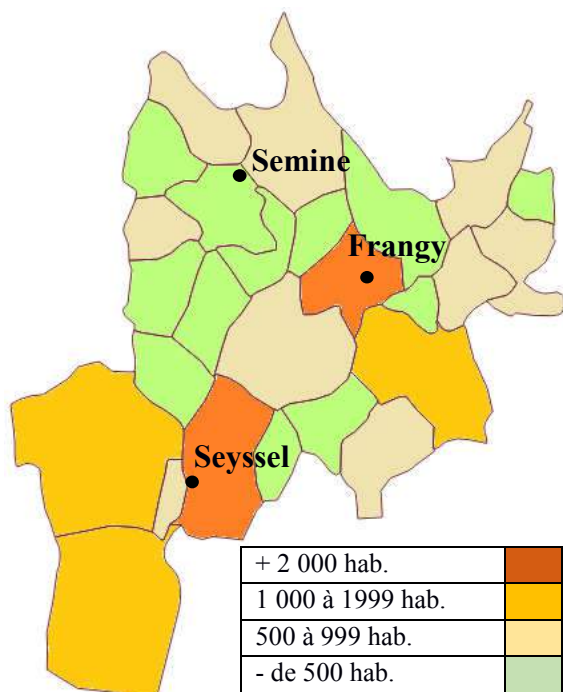 Semine
Frangy
Seyssel
+ 2 000 hab.
1 000 à 1999 hab.
500 à 999 hab.
- de 500 hab.